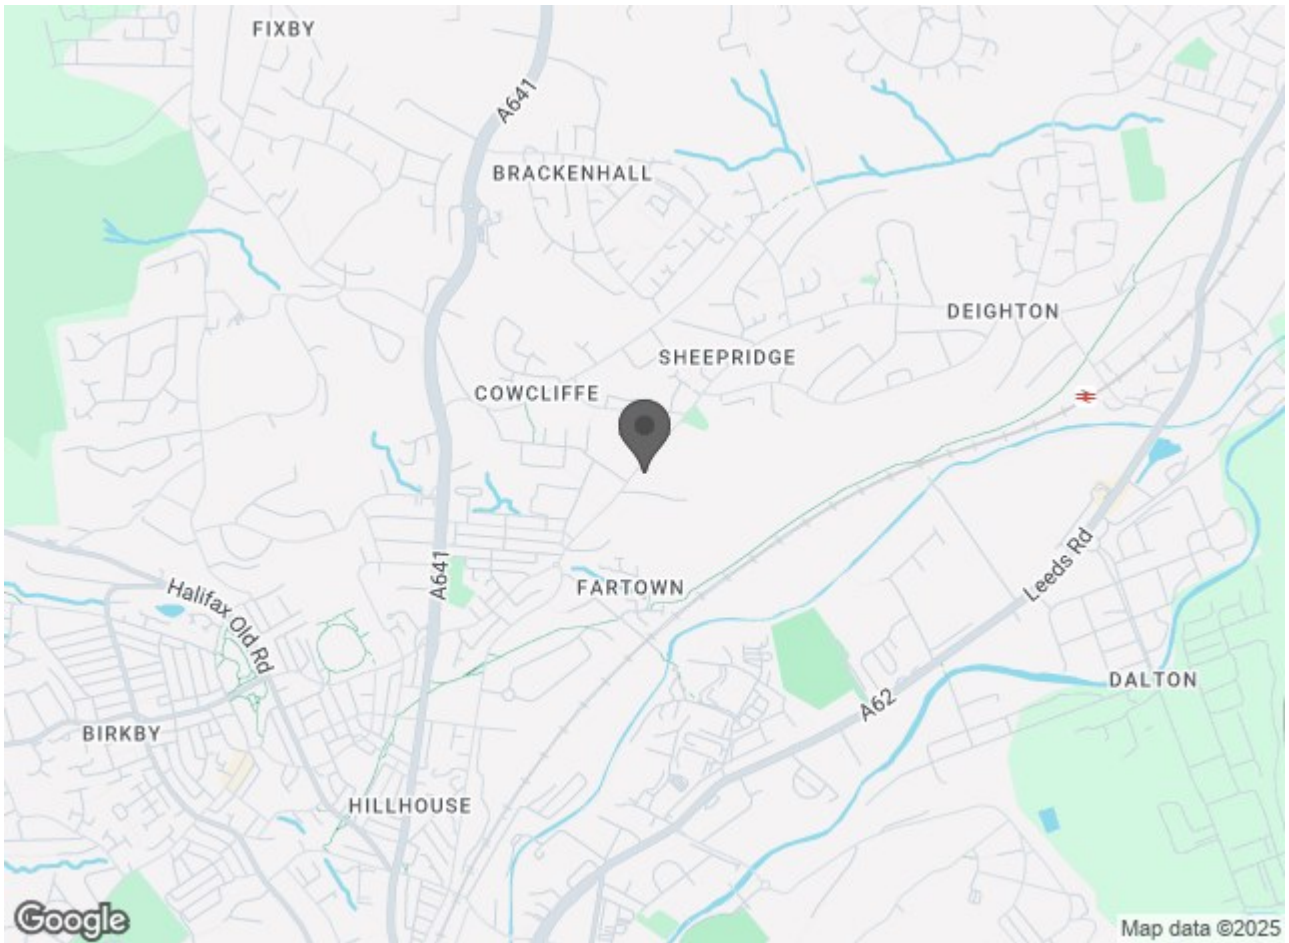 FIXBY
A641
BRACKENHALL
DEIGHTON
SHEEPRIDGE
COWCLIFFE
A641
FARTOWN
Leeds Rd
Halifax Old Rd
DALTON
A62
BIRKBY
HILLHOUSE
Google
Map data ©2025